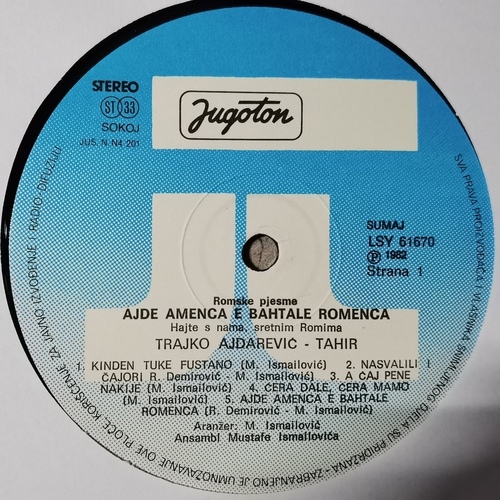 STEREO
ST 33
SOKOJ
JUS. N. N4 201
Jugoton
SUMAJ
LSY 61670
Ⓟ 1982
Strana 1
Romske pjesme
AJDE AMENCA E BAHTALE ROMENCA
Hajte s nama, sretnim Romima
TRAJKO AJDAREVIĆ - TAHIR
1. KINDEN TUKE FUSTANO (M. Ismailović) 2. NASVALILI I
ČAJORI R. Demirović - M. Ismailović) 3. A ČAJ PENE
NAKIJE (M. Ismailović) 4. ĆERA DALE, ĆERA MAMO
(M. Ismailović) 5. AJDE AMENCA E BAHTALE
ROMENCA (R. Demirović - M. Ismailović)
Aranžer: M. Ismailović
Ansambl Mustafe Ismailovića
SVA PRAVA PROIZVOĐAČA I VLASNIKA SNIMLJENOG DJELA SU PRIDRŽANA - ZABRANJENO JE UMNOŽAVANJE OVE PLOČE, KORIŠĆENJE ZA JAVNO IZVOĐENJE I RADIO-DIFUZIJU